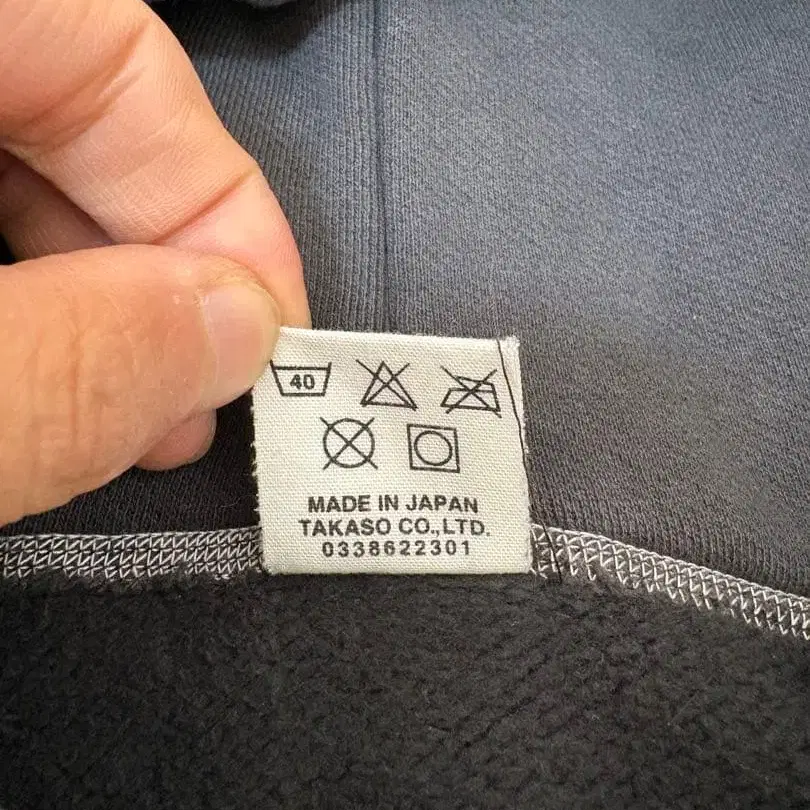 40
MADE IN JAPAN
TAKASO CO.,LTD.
0338622301